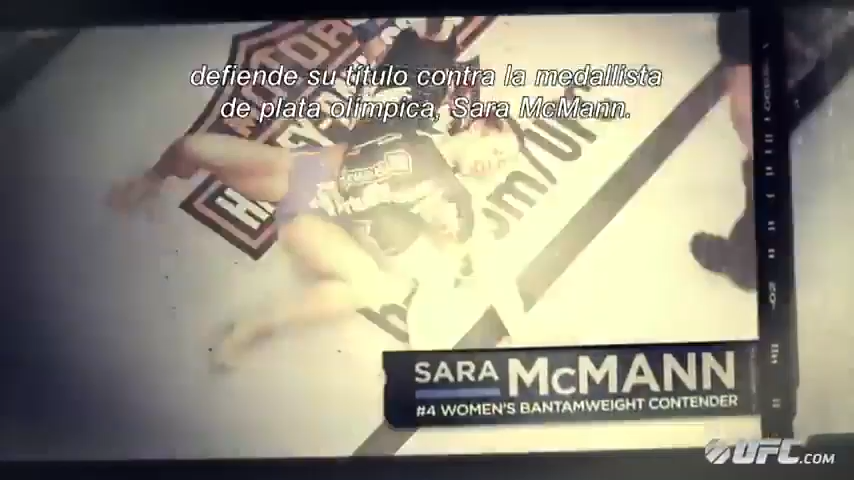 defiende su título contra la medallista
de plata olímpica, Sara McMann.
MOTOR
SARA McMANN
#4 WOMEN'S BANTAMWEIGHT CONTENDER
UFC.COM